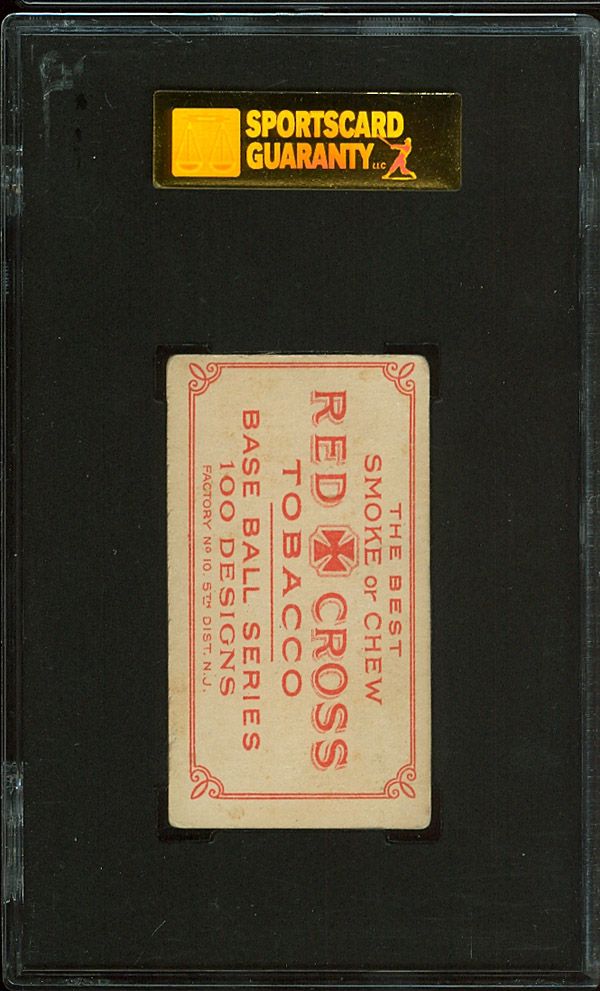 SPORTSCARD
GUARANTY LLC
THE BEST
SMOKE or CHEW
RED CROSS
TOBACCO
BASE BALL SERIES
100 DESIGNS
FACTORY Nº 10. 5TH DIST. N.J.